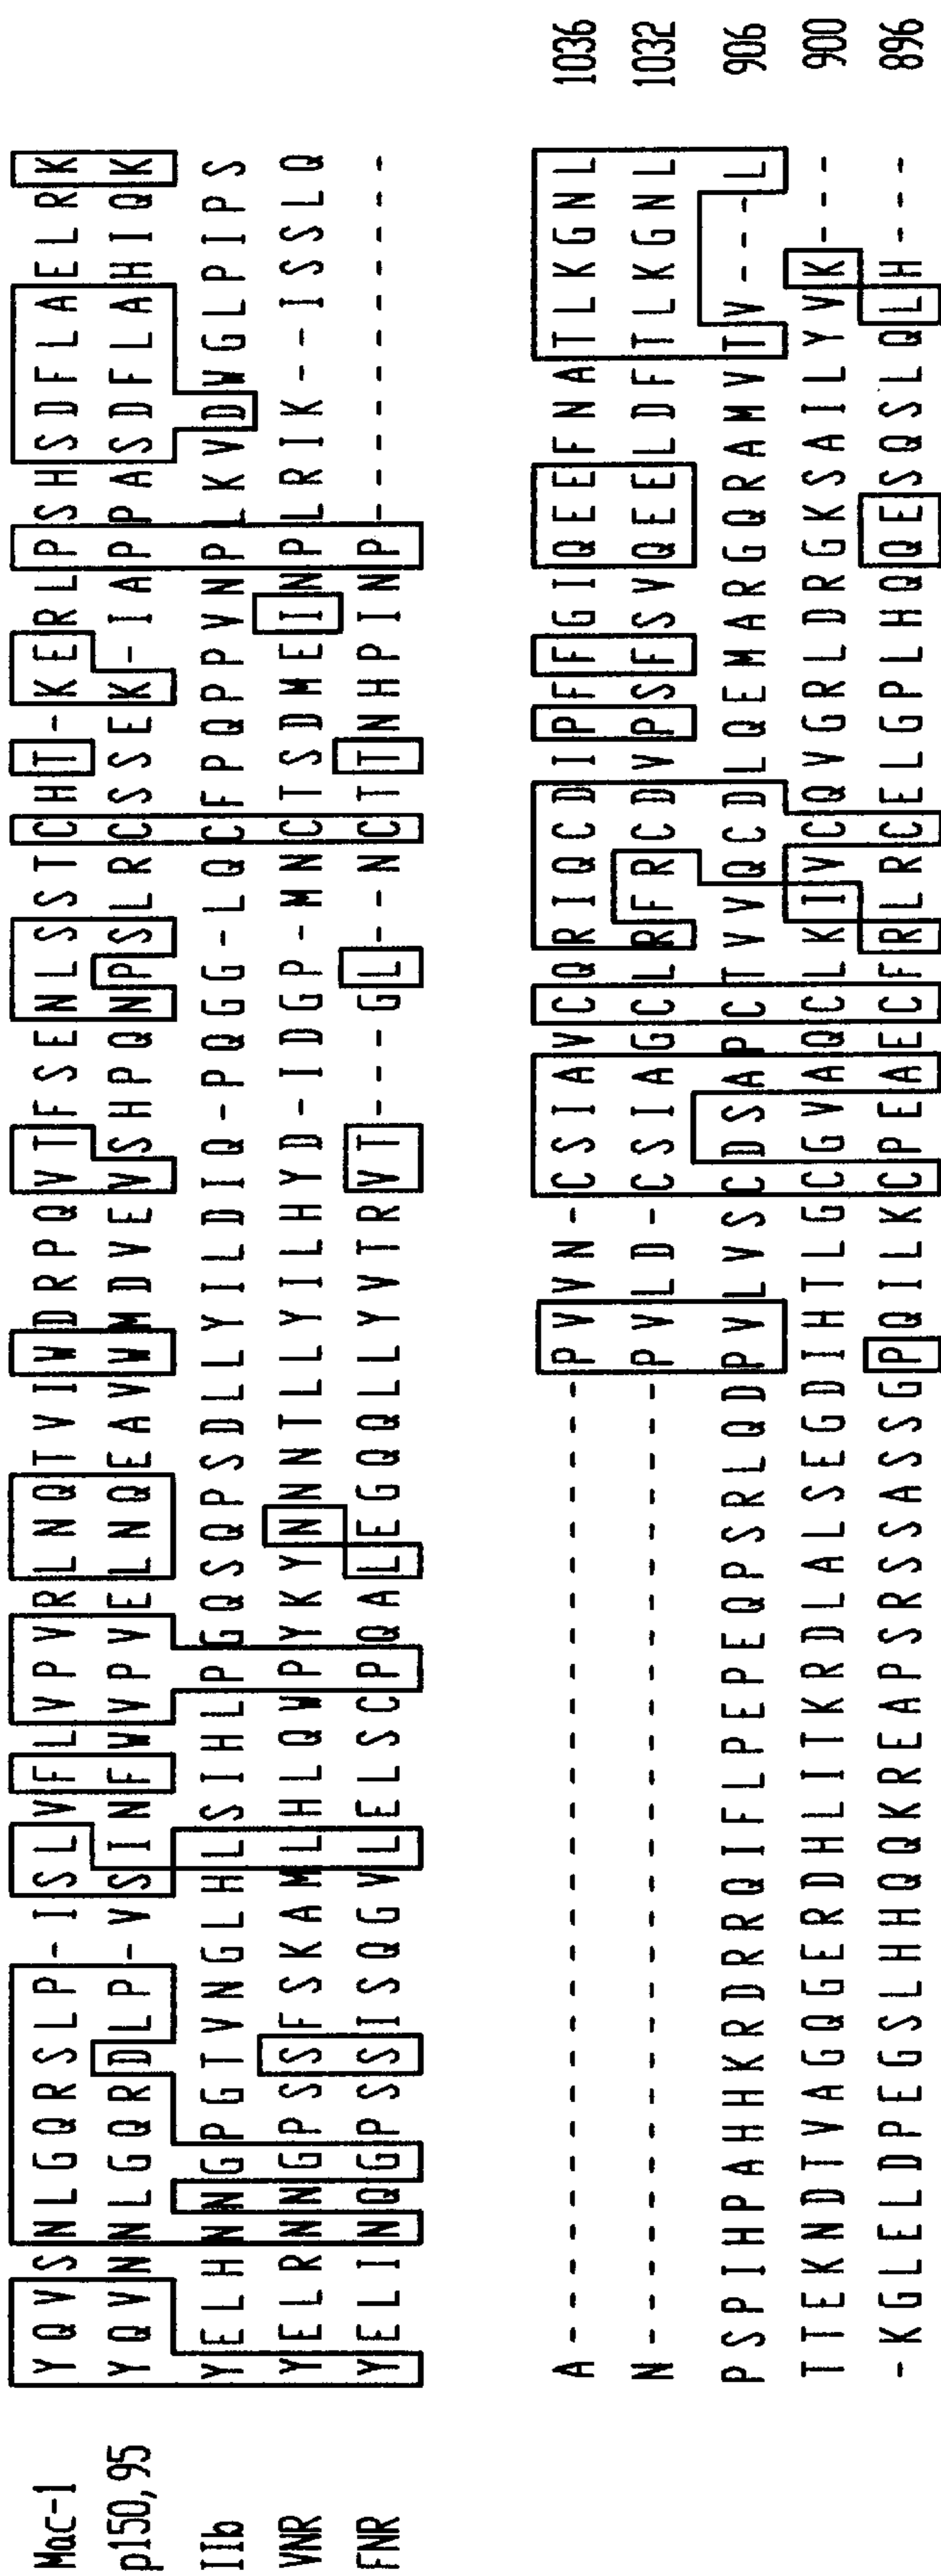 Mac-1 YQVSNLGQRSLP-ISLVFLVPVRLNQTVIWDRPQVTFSENLSSTCHT-KERLPSHSDFLAELRK
p150,95 YQVNNLGQRDLP-VSINFWVPVELNQEAVWMDVEVSHPQNPSLRCSSEK-IAPPASDFLAHIQK
IIb YELHNNGPGTVNGLHLSIHLPGQSQPSDLLYILDIQ-PQGG-LQCFPQPPVNPLKVDWGLPIPS
VNR YELRNNGPSSFSKAMLHLQWPYKYNNNTLLYILHYD-IDGP-MNCTSDMEINPLRIK-ISSLQ
FNR YELINQGPSSISQGVLELSCPQALEGQQLLYVTRVT---GL--NCTTNHPINP-----------
A----------------------------PVVN-CSIAVCQRIQCDIPFFGIQEEFNATLKGNL 1036
N----------------------------PVLD-CSIAGCLRFRCDVPSFSVQEELDFTLKGNL 1032
PSPIHPAHHKRDRRQIFLPEPEQPSRLQDPVLVSCDSAPCTVVQCDLQEMARGQRAMVTV---L 906
TTEKNDTVAGQGERDHLITKRDLALSEGDIHTLGCGVAQCLKIVCQVGRLDRGKSAILYVK--- 900
-KGLELDPEGSLHHQQKREAPSRSSASSGPQILKCPEAECFRLRCELGPLHQQESQSLQLH--- 896